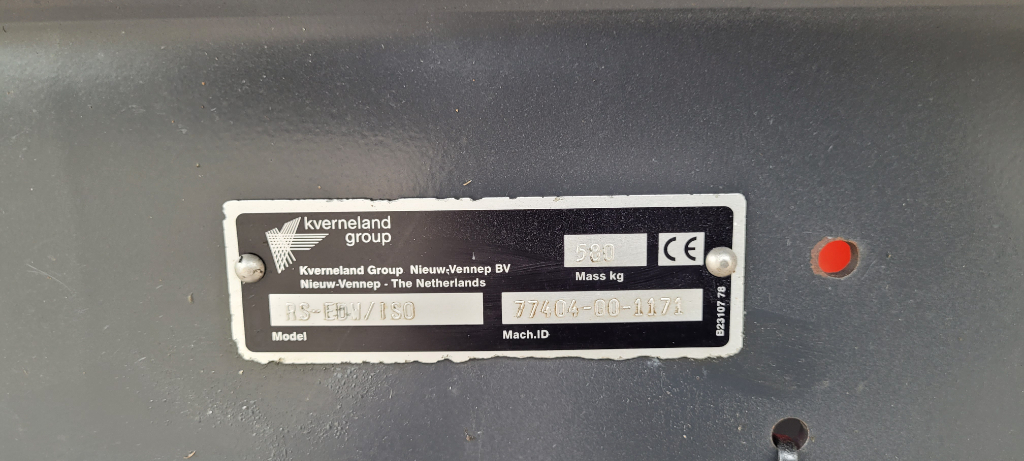 kverneland
group
Kverneland Group Nieuw-Vennep BV
Nieuw-Vennep - The Netherlands
580
Mass kg
CE
RS-EDW/ISO
Model
77404-00-1171
Mach.ID
B23107 78